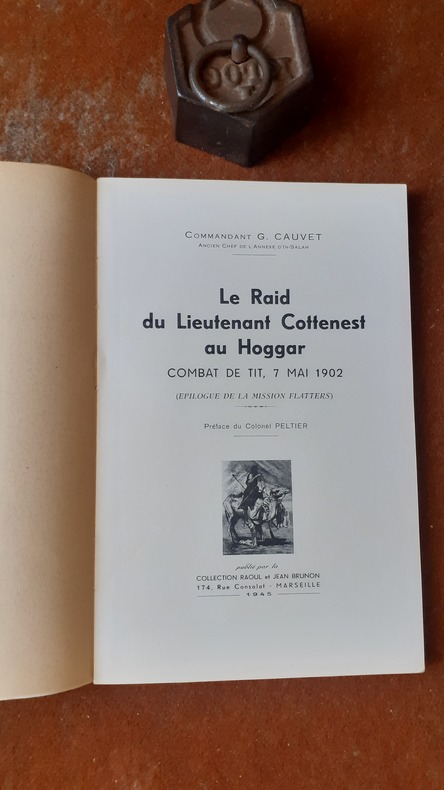 COMMANDANT G. CAUVET
ANCIEN CHEF DE L'ANNEXE D'IN-SALAH
Le Raid
du Lieutenant Cottenest
au Hoggar
COMBAT DE TIT, 7 MAI 1902
(EPILOGUE DE LA MISSION FLATTERS)
Préface du Colonel PELTIER
publié par la
COLLECTION RAOUL et JEAN BRUNON
174, Rue Consolat - MARSEILLE
1945